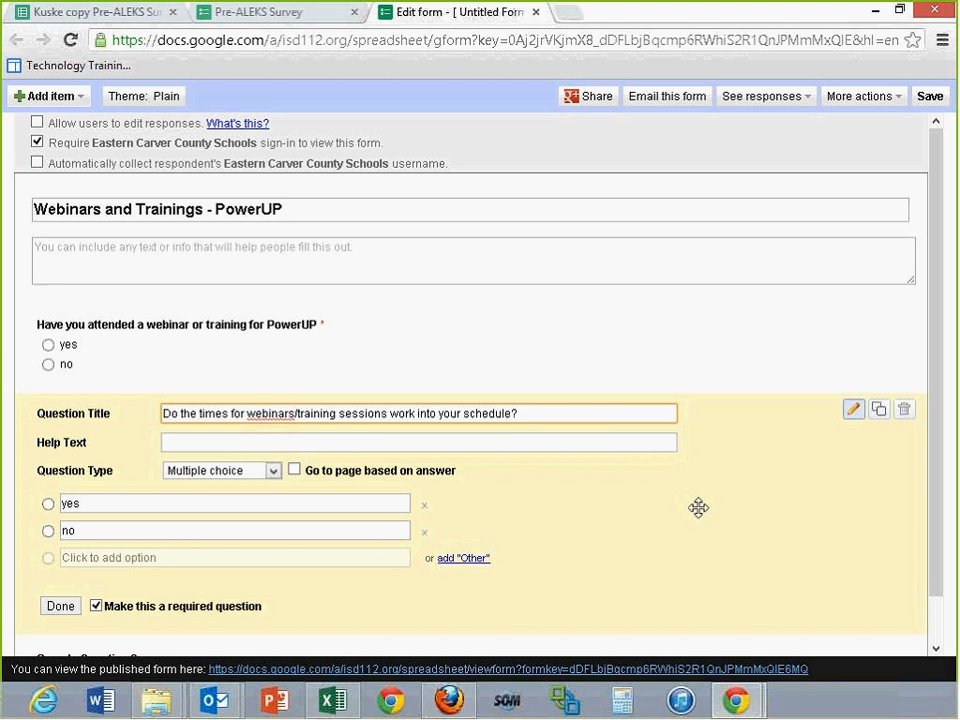 Kuske copy Pre-ALEKS Sur × Pre-ALEKS Survey × Edit form - [ Untitled Form ×
https://docs.google.com/a/isd112.org/spreadsheet/gform?key=0Aj2jrVKjmX8_dDFLbjBqcmp6RWhiS2R1QnJPMmMxQlE&hl=en
Technology Trainin...
Add item Theme: Plain Share Email this form See responses More actions Save
Allow users to edit responses. What's this?
Require Eastern Carver County Schools sign-in to view this form.
Automatically collect respondent's Eastern Carver County Schools username.
Webinars and Trainings - PowerUP
You can include any text or info that will help people fill this out.
Have you attended a webinar or training for PowerUP *
yes
no
Question Title Do the times for webinars/training sessions work into your schedule?
Help Text
Question Type Multiple choice Go to page based on answer
yes ×
no ×
Click to add option or add "Other"
Done Make this a required question
You can view the published form here: https://docs.google.com/a/isd112.org/spreadsheet/viewform?formkey=dDFLbjBqcmp6RWhiS2R1QnJPMmMxQlE6MQ
SOM